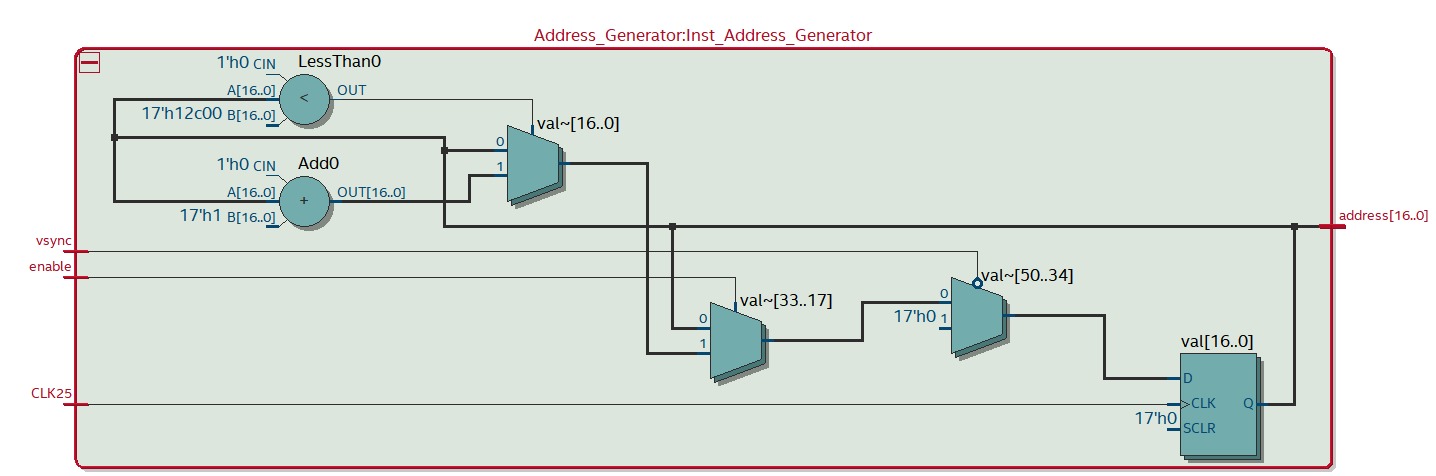 Address_Generator:Inst_Address_Generator
LessThan0
1'h0 CIN
A[16..0]
17'h12c00 B[16..0]
<
OUT
val~[16..0]
0
1
Add0
1'h0 CIN
A[16..0]
17'h1 B[16..0]
+
OUT[16..0]
address[16..0]
vsync
enable
val~[50..34]
0
17'h0 1
val~[33..17]
0
1
val[16..0]
D
CLK25
CLK
Q
17'h0
SCLR